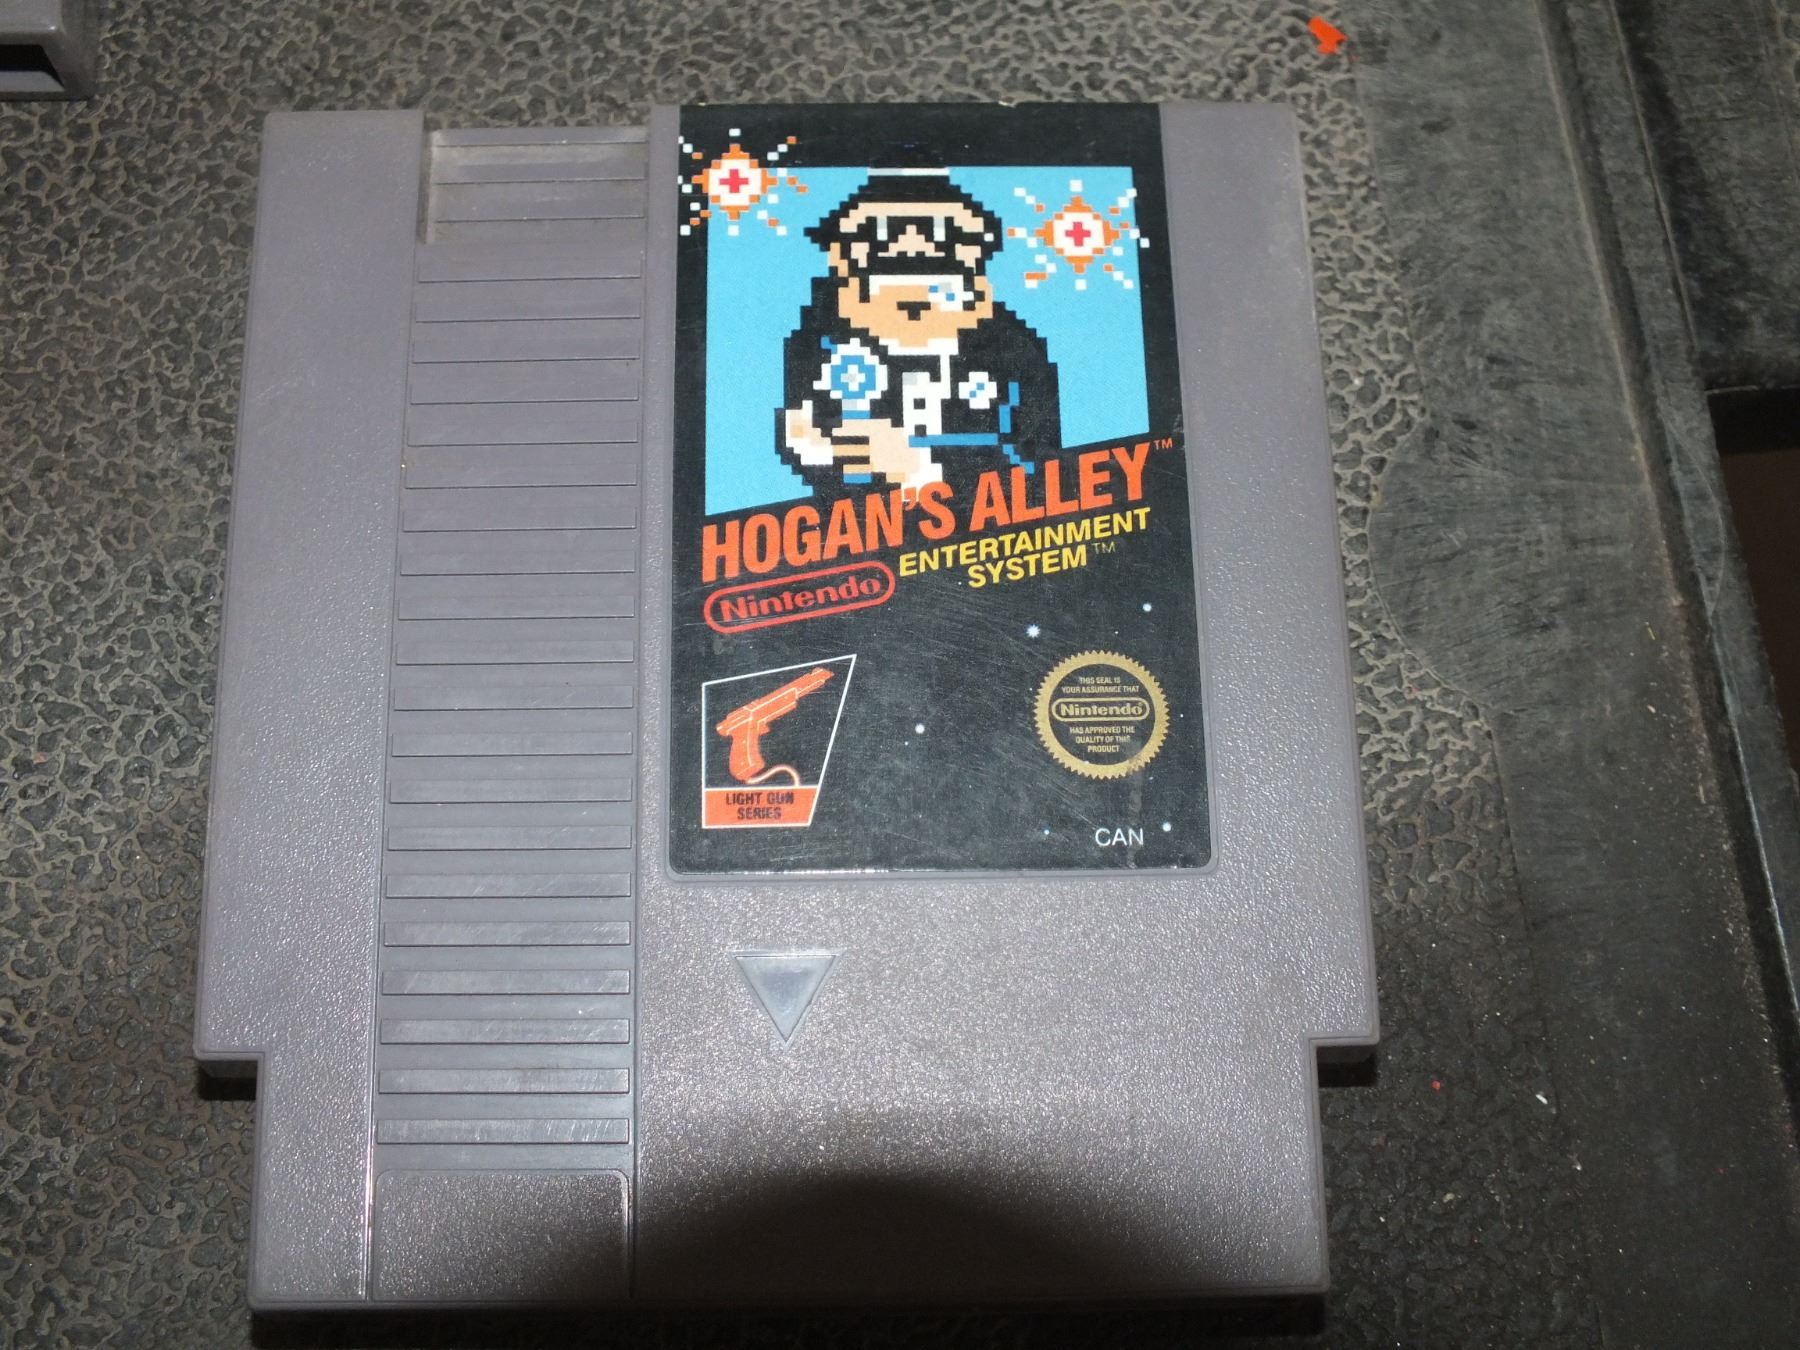 HOGAN'S ALLEY™
ENTERTAINMENT
SYSTEM™
Nintendo®
LIGHT GUN
SERIES
THIS SEAL IS
YOUR ASSURANCE THAT
Nintendo®
HAS APPROVED THE
QUALITY OF THIS
PRODUCT
CAN